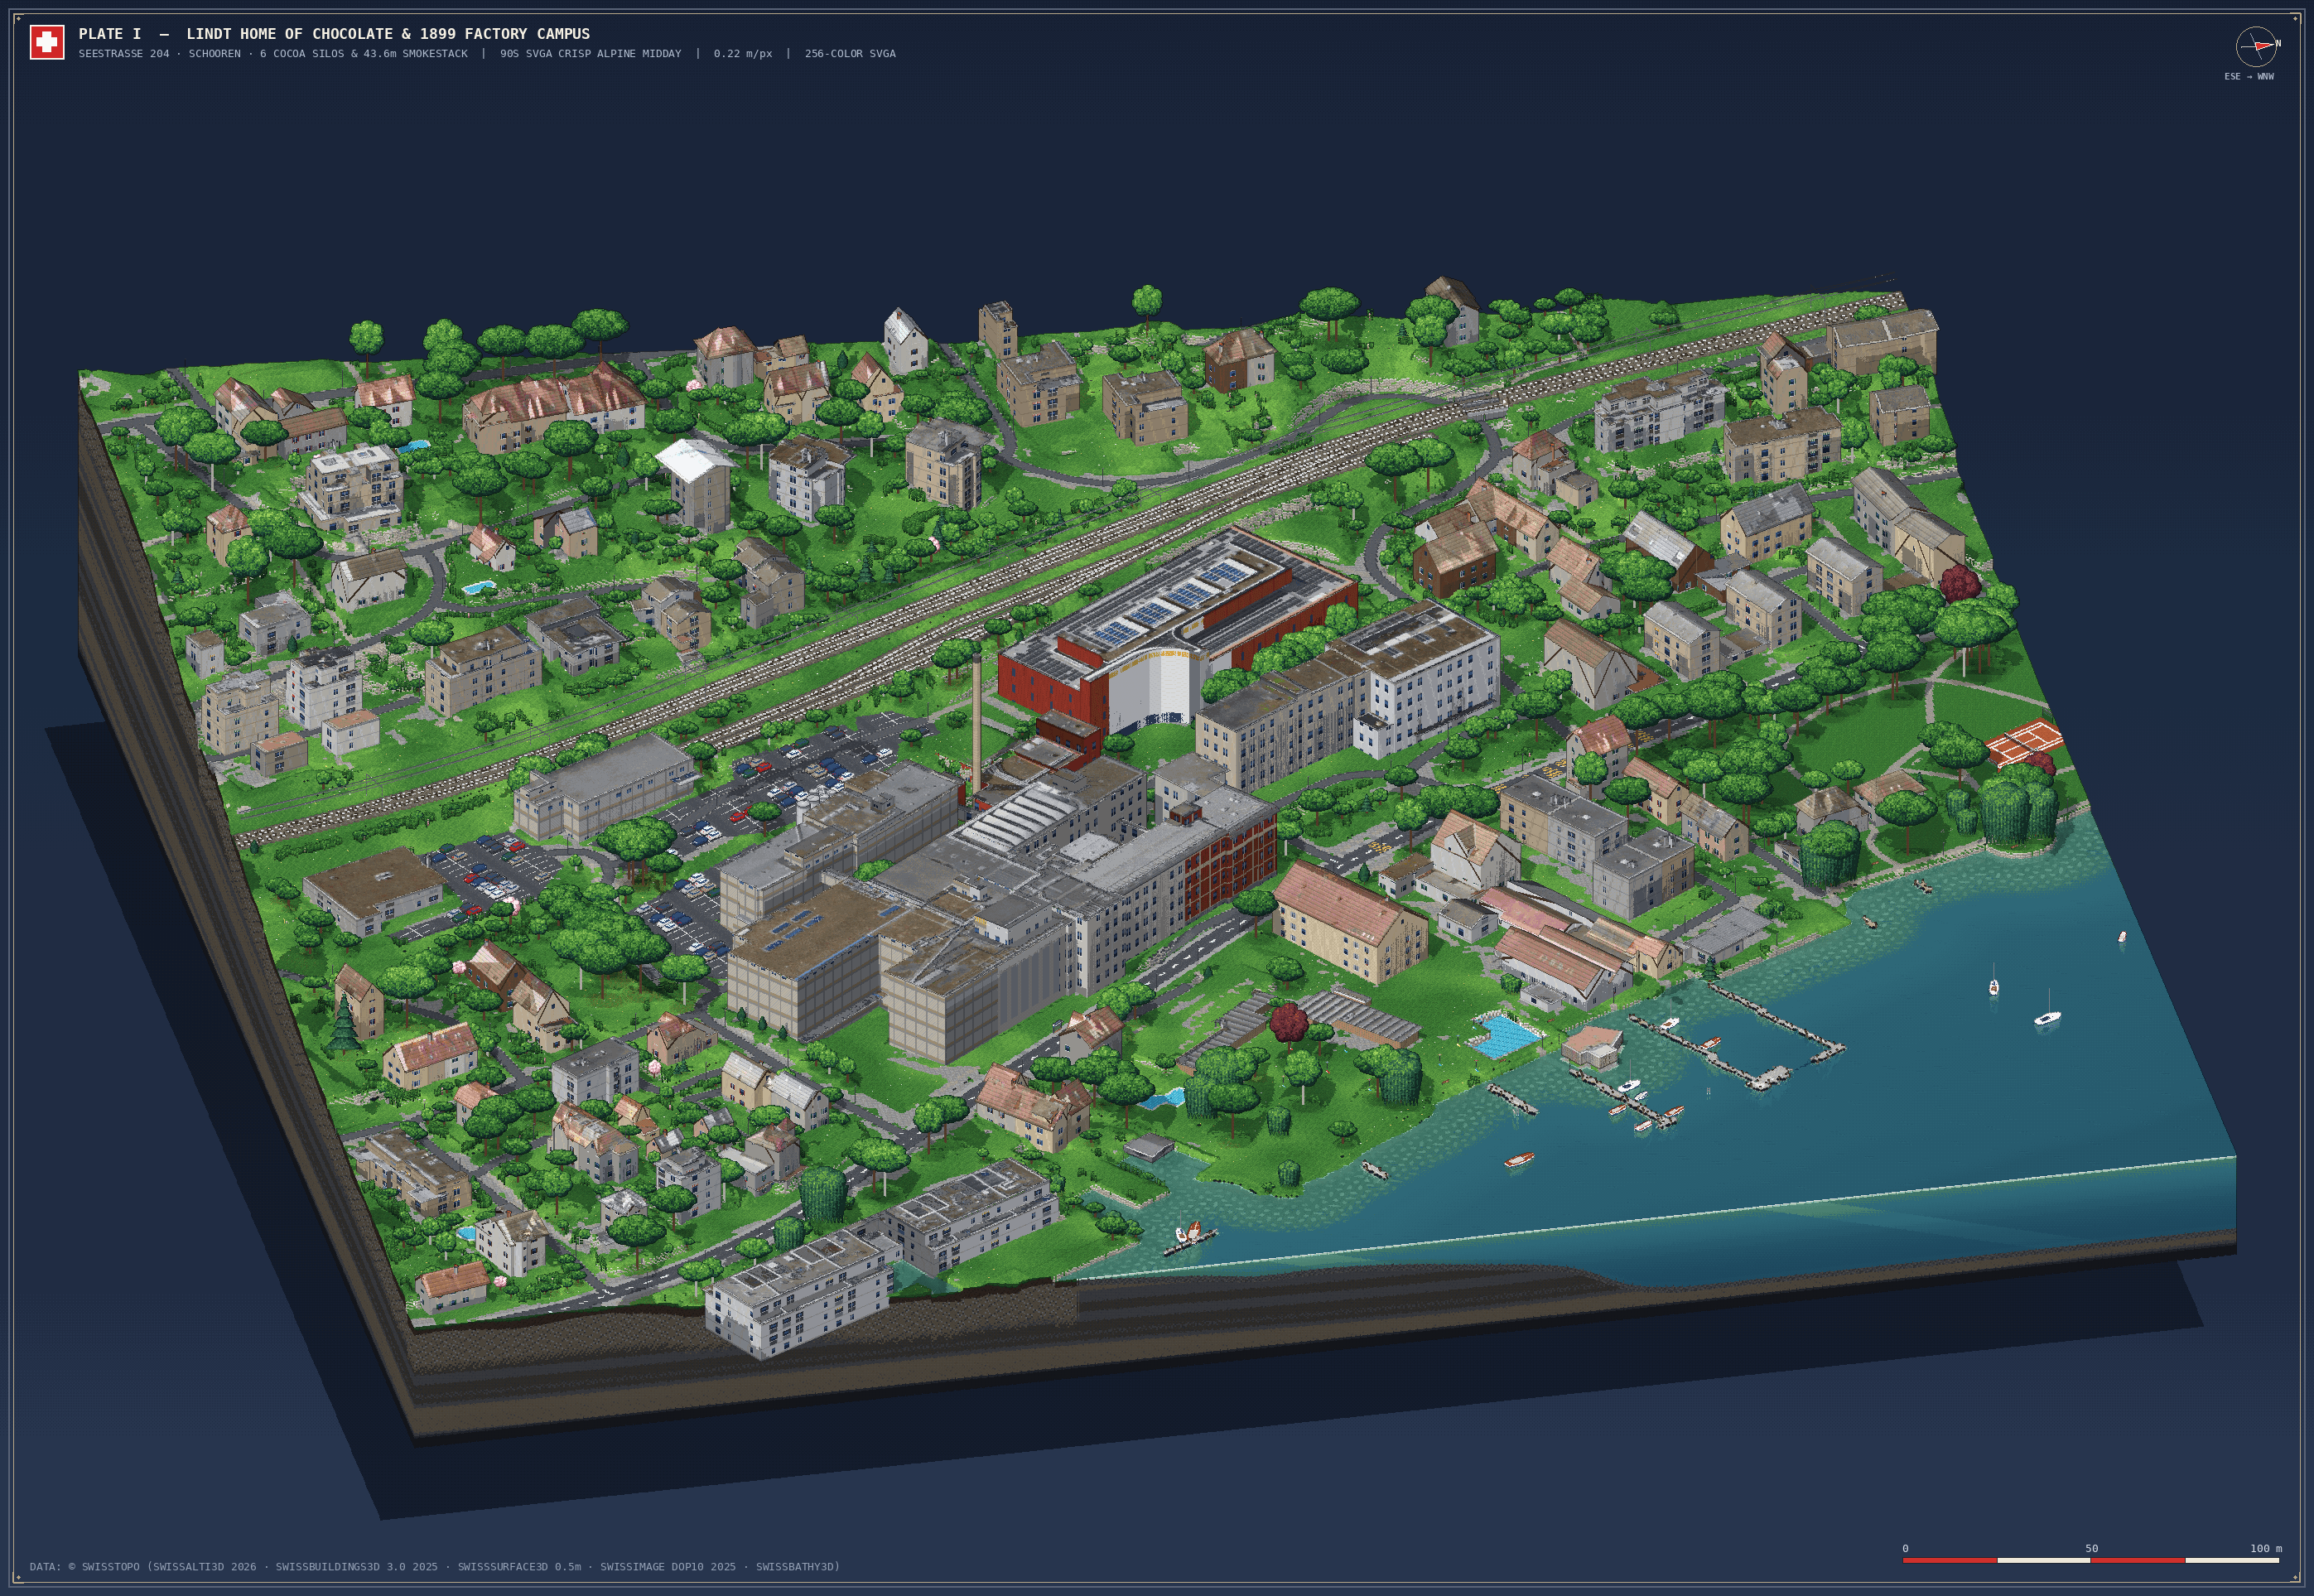 PLATE I — LINDT HOME OF CHOCOLATE & 1899 FACTORY CAMPUS
SEESTRASSE 204 · SCHOOREN · 6 COCOA SILOS & 43.6m SMOKESTACK | 90S SVGA CRISP ALPINE MIDDAY | 0.22 m/px | 256-COLOR SVGA
N
ESE → WNW
0 50 100 m
DATA: © SWISSTOPO (SWISSALTI3D 2026 · SWISSBUILDINGS3D 3.0 2025 · SWISSSURFACE3D 0.5m · SWISSIMAGE DOP10 2025 · SWISSBATHY3D)